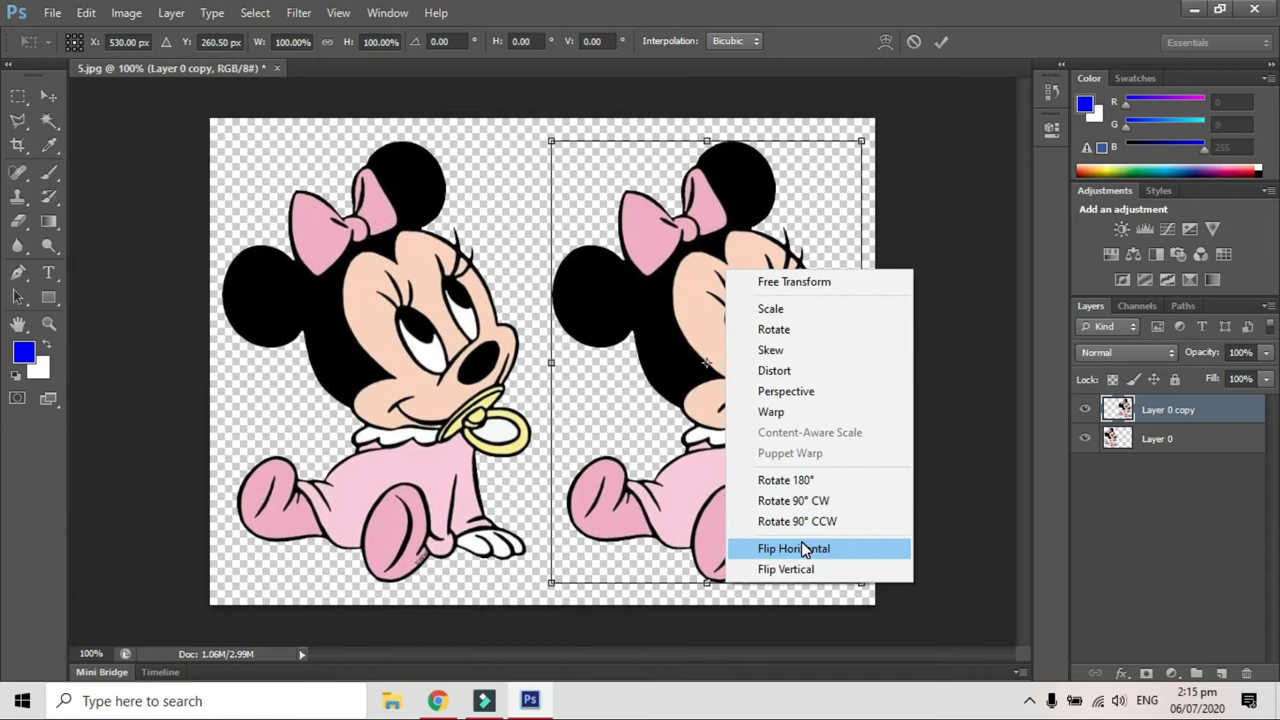 Ps File Edit Image Layer Type Select Filter View Window Help
X: 530.00 px Y: 260.50 px W: 100.00% H: 100.00% 0.00 ° H: 0.00 ° V: 0.00 ° Interpolation: Bicubic Essentials
5.jpg @ 100% (Layer 0 copy, RGB/8#) * ×
Color Swatches
R 0
G 0
B 255
Adjustments Styles
Add an adjustment
Layers Channels Paths
Kind
Normal Opacity: 100%
Lock: Fill: 100%
Layer 0 copy
Layer 0
Free Transform
Scale
Rotate
Skew
Distort
Perspective
Warp
Content-Aware Scale
Puppet Warp
Rotate 180°
Rotate 90° CW
Rotate 90° CCW
Flip Horizontal
Flip Vertical
100% Doc: 1.06M/2.99M
Mini Bridge Timeline
fx
Type here to search
Ps
ENG
2:15 pm
06/07/2020